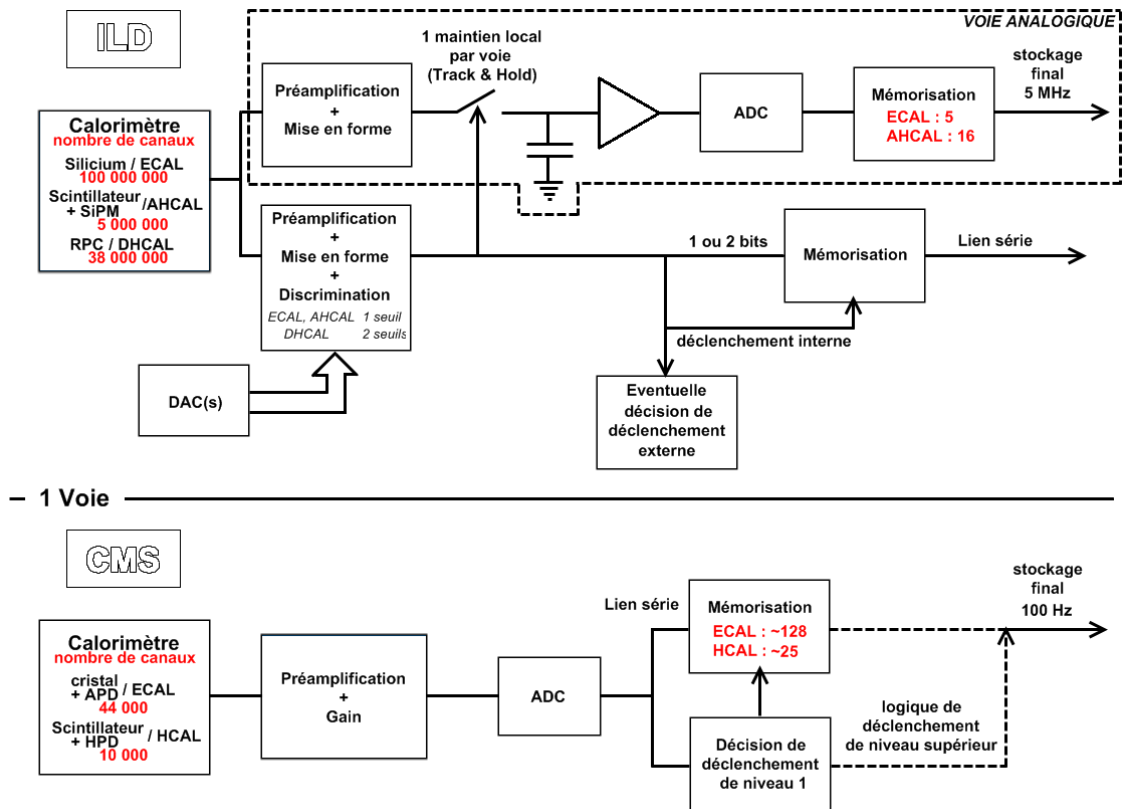 ILD
VOIE ANALOGIQUE
1 maintien local
par voie
(Track & Hold)
stockage
final
5 MHz
Préamplification
+
Mise en forme
ADC
Mémorisation
ECAL : 5
AHCAL : 16
Calorimètre
nombre de canaux
Silicium / ECAL
100 000 000
Scintillateur
+ SiPM /AHCAL
5 000 000
RPC / DHCAL
38 000 000
Préamplification
+
Mise en forme
+
Discrimination
ECAL, AHCAL 1 seuil
DHCAL 2 seuils
1 ou 2 bits
Mémorisation
Lien série
déclenchement interne
DAC(s)
Eventuelle
décision de
déclenchement
externe
1 Voie
CMS
Calorimètre
nombre de canaux
cristal
+ APD / ECAL
44 000
Scintillateur
+ HPD / HCAL
10 000
Préamplification
+
Gain
ADC
Lien série
Mémorisation
ECAL : ~128
HCAL : ~25
stockage
final
100 Hz
logique de
déclenchement
de niveau supérieur
Décision de
déclenchement
de niveau 1